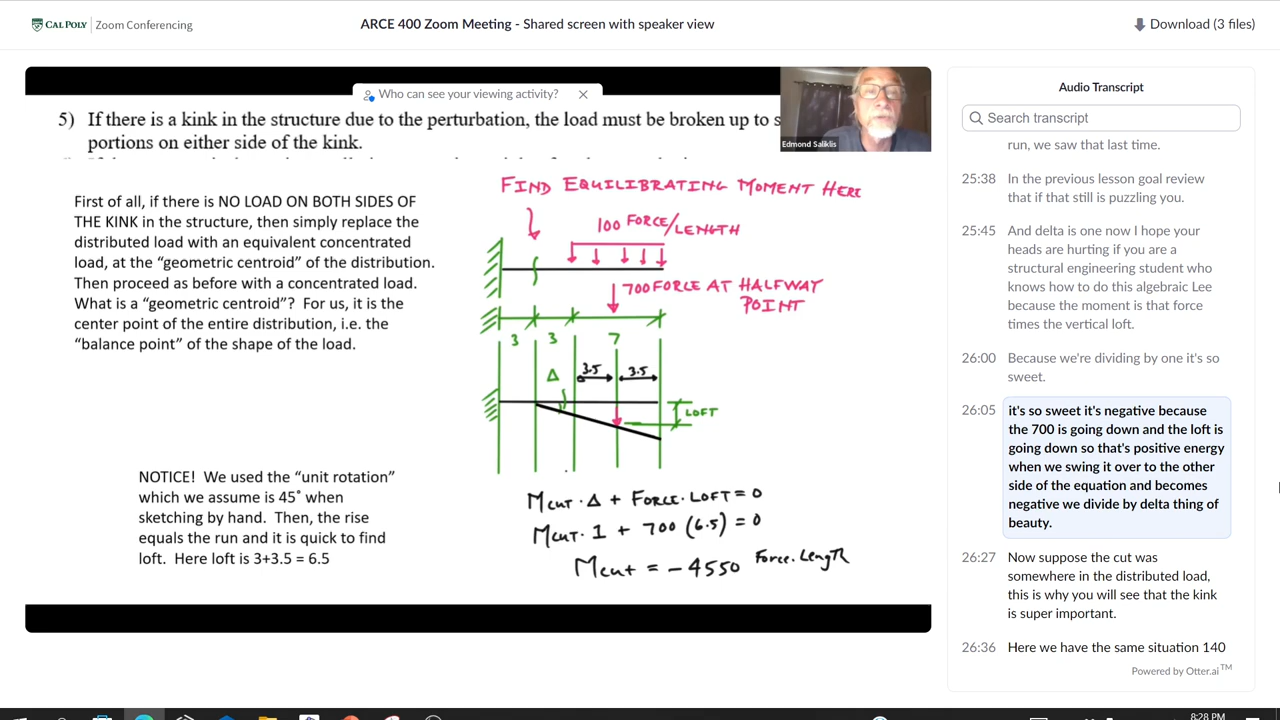 CAL POLY Zoom Conferencing
ARCE 400 Zoom Meeting - Shared screen with speaker view
Download (3 files)
Who can see your viewing activity?
5) If there is a kink in the structure due to the perturbation, the load must be broken up to s
portions on either side of the kink.
Edmond Saliklis
First of all, if there is NO LOAD ON BOTH SIDES OF
THE KINK in the structure, then simply replace the
distributed load with an equivalent concentrated
load, at the “geometric centroid” of the distribution.
Then proceed as before with a concentrated load.
What is a “geometric centroid”? For us, it is the
center point of the entire distribution, i.e. the
“balance point” of the shape of the load.
NOTICE! We used the “unit rotation”
which we assume is 45° when
sketching by hand. Then, the rise
equals the run and it is quick to find
loft. Here loft is 3+3.5 = 6.5
FIND EQUILIBRATING MOMENT HERE
100 FORCE/LENGTH
700 FORCE AT HALFWAY
POINT
3 3 7
Δ 3.5 3.5
LOFT
Mcut · Δ + FORCE · LOFT = 0
Mcut · 1 + 700 (6.5) = 0
Mcut = -4550 Force·Length
Audio Transcript
Search transcript
run, we saw that last time.
25:38 In the previous lesson goal review
that if that still is puzzling you.
25:45 And delta is one now I hope your
heads are hurting if you are a
structural engineering student who
knows how to do this algebraic Lee
because the moment is that force
times the vertical loft.
26:00 Because we're dividing by one it's so
sweet.
26:05 it's so sweet it's negative because
the 700 is going down and the loft is
going down so that's positive energy
when we swing it over to the other
side of the equation and becomes
negative we divide by delta thing of
beauty.
26:27 Now suppose the cut was
somewhere in the distributed load,
this is why you will see that the kink
is super important.
26:36 Here we have the same situation 140
Powered by Otter.ai TM
8:28 PM